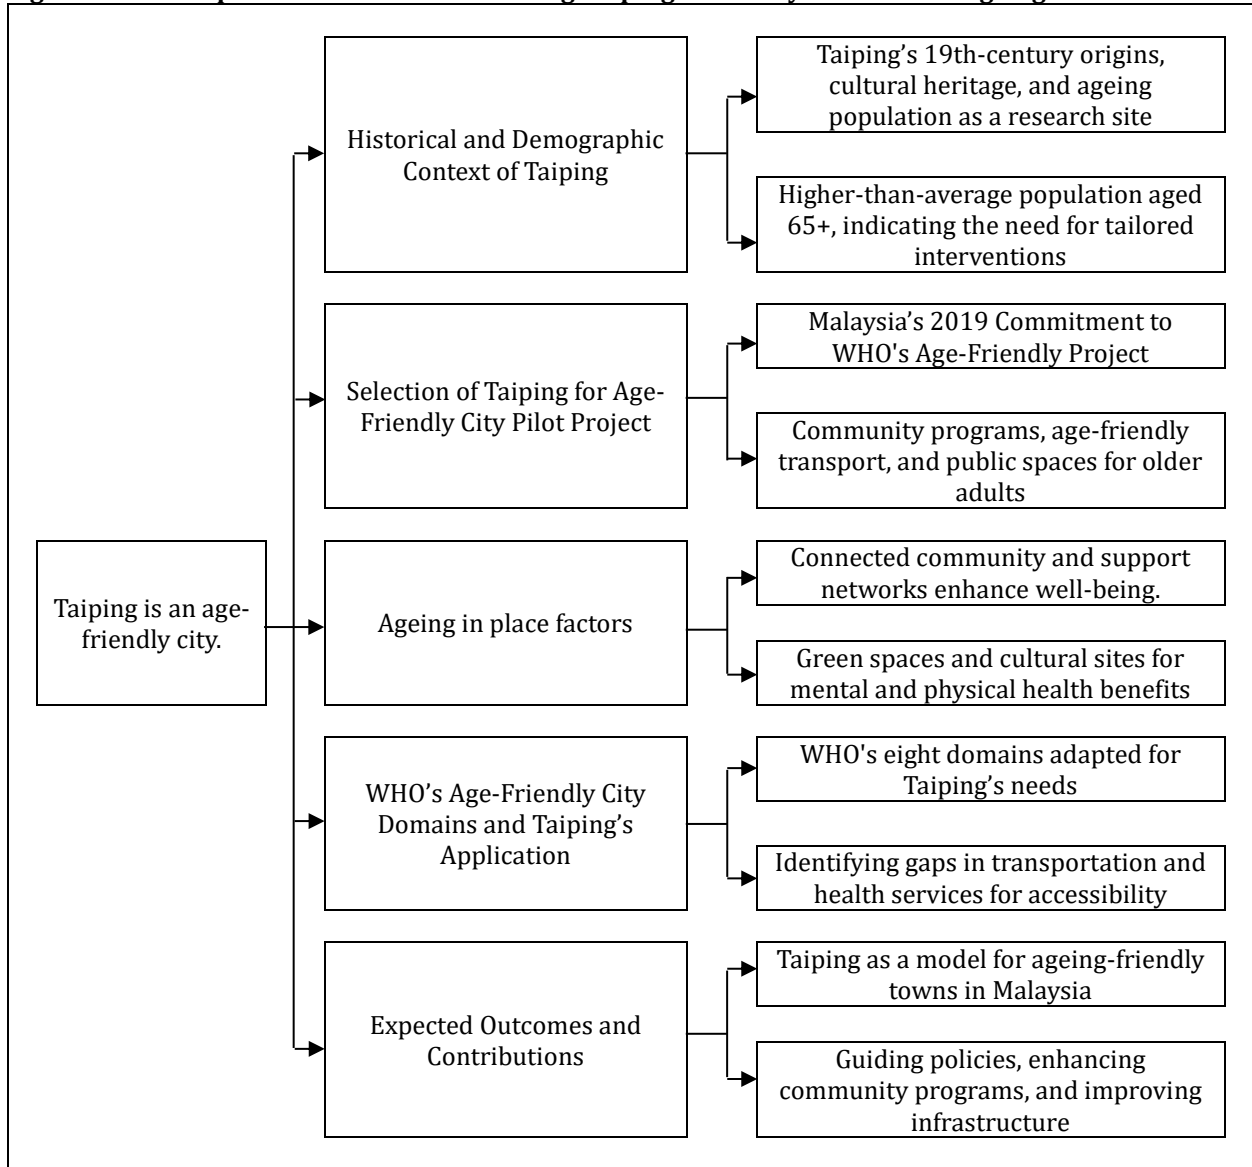 Taiping is an age-
friendly city.
Historical and Demographic
Context of Taiping
Taiping’s 19th-century origins,
cultural heritage, and ageing
population as a research site
Higher-than-average population aged
65+, indicating the need for tailored
interventions
Selection of Taiping for Age-
Friendly City Pilot Project
Malaysia’s 2019 Commitment to
WHO's Age-Friendly Project
Community programs, age-friendly
transport, and public spaces for older
adults
Ageing in place factors
Connected community and support
networks enhance well-being.
Green spaces and cultural sites for
mental and physical health benefits
WHO’s Age-Friendly City
Domains and Taiping’s
Application
WHO's eight domains adapted for
Taiping’s needs
Identifying gaps in transportation and
health services for accessibility
Expected Outcomes and
Contributions
Taiping as a model for ageing-friendly
towns in Malaysia
Guiding policies, enhancing
community programs, and improving
infrastructure